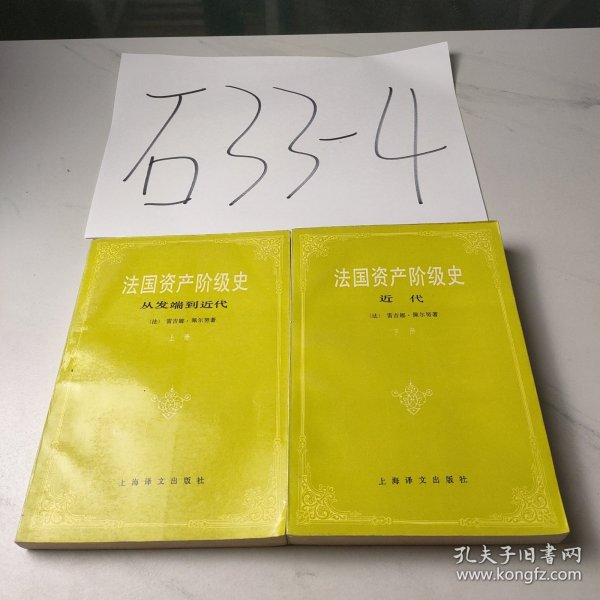 石33-4
法国资产阶级史
从发端到近代
〔法〕 雷吉娜·佩尔努著
上册
上海译文出版社
法国资产阶级史
近代
〔法〕 雷吉娜·佩尔努著
下册
上海译文出版社
孔夫子旧书网
www.kongfz.com